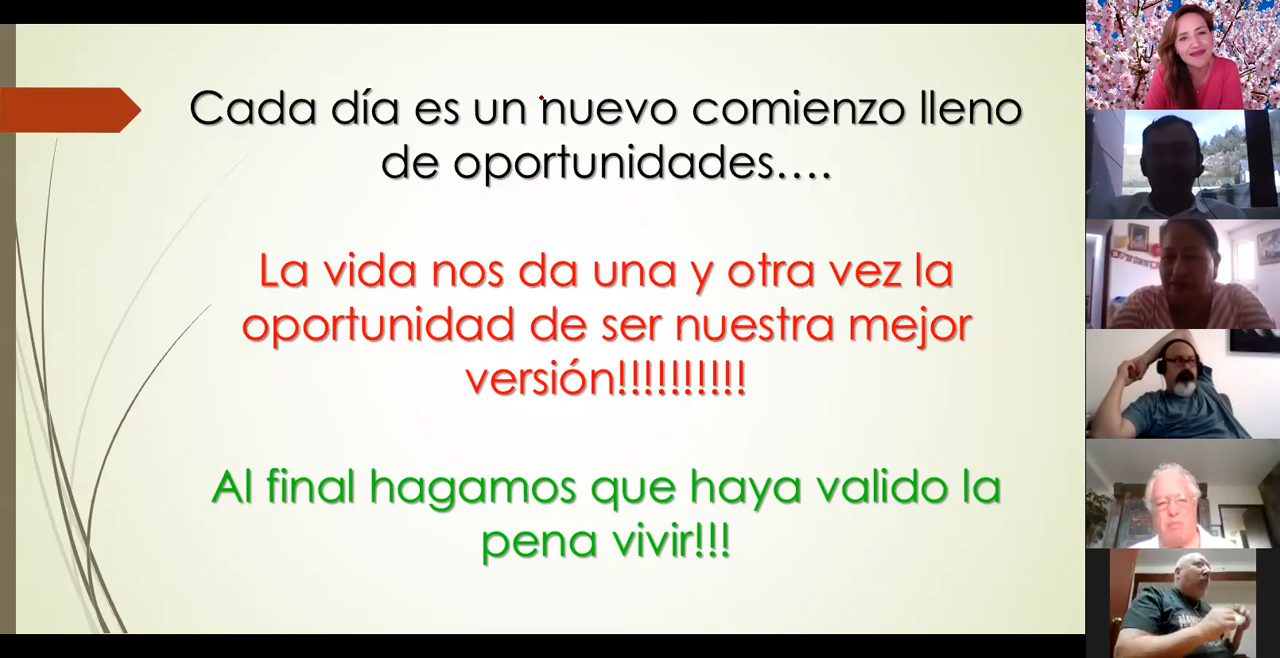 Cada día es un nuevo comienzo lleno
de oportunidades....
La vida nos da una y otra vez la
oportunidad de ser nuestra mejor
versión!!!!!!!!!!
Al final hagamos que haya valido la
pena vivir!!!